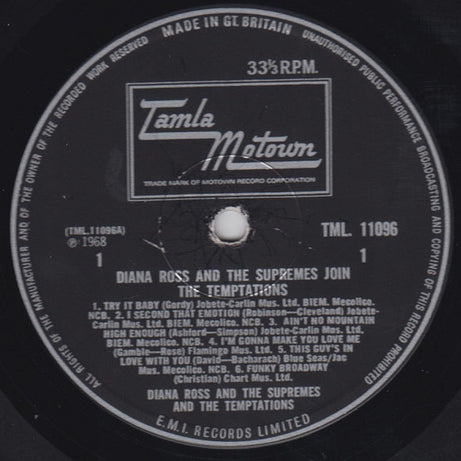 MADE IN GT. BRITAIN
UNAUTHORISED PUBLIC PERFORMANCE BROADCASTING AND COPYING OF THIS RECORD PROHIBITED
ALL RIGHTS OF THE MANUFACTURER AND OF THE OWNER OF THE RECORDED WORK RESERVED
33⅓ R.P.M.
Tamla
Motown
TRADE MARK OF MOTOWN RECORD CORPORATION
(TML.11096A)
TML. 11096
℗ 1968
1
1
DIANA ROSS AND THE SUPREMES JOIN
THE TEMPTATIONS
1. TRY IT BABY (Gordy) Jobete-Carlin Mus. Ltd. BIEM. Mecolico.
NCB. 2. I SECOND THAT EMOTION (Robinson—Cleveland) Jobete-
Carlin Mus. Ltd. BIEM. Mecolico. NCB. 3. AIN'T NO MOUNTAIN
HIGH ENOUGH (Ashford—Simpson) Jobete-Carlin Mus. Ltd.
BIEM. Mecolico. NCB. 4. I'M GONNA MAKE YOU LOVE ME
(Gamble—Rose) Flamingo Mus. Ltd. 5. THIS GUY'S IN
LOVE WITH YOU (David—Bacharach) Blue Seas/Jac
Mus. Mecolico. NCB. 6. FUNKY BROADWAY
(Christian) Chart Mus. Ltd.
DIANA ROSS AND THE SUPREMES
AND THE TEMPTATIONS
E.M.I. RECORDS LIMITED